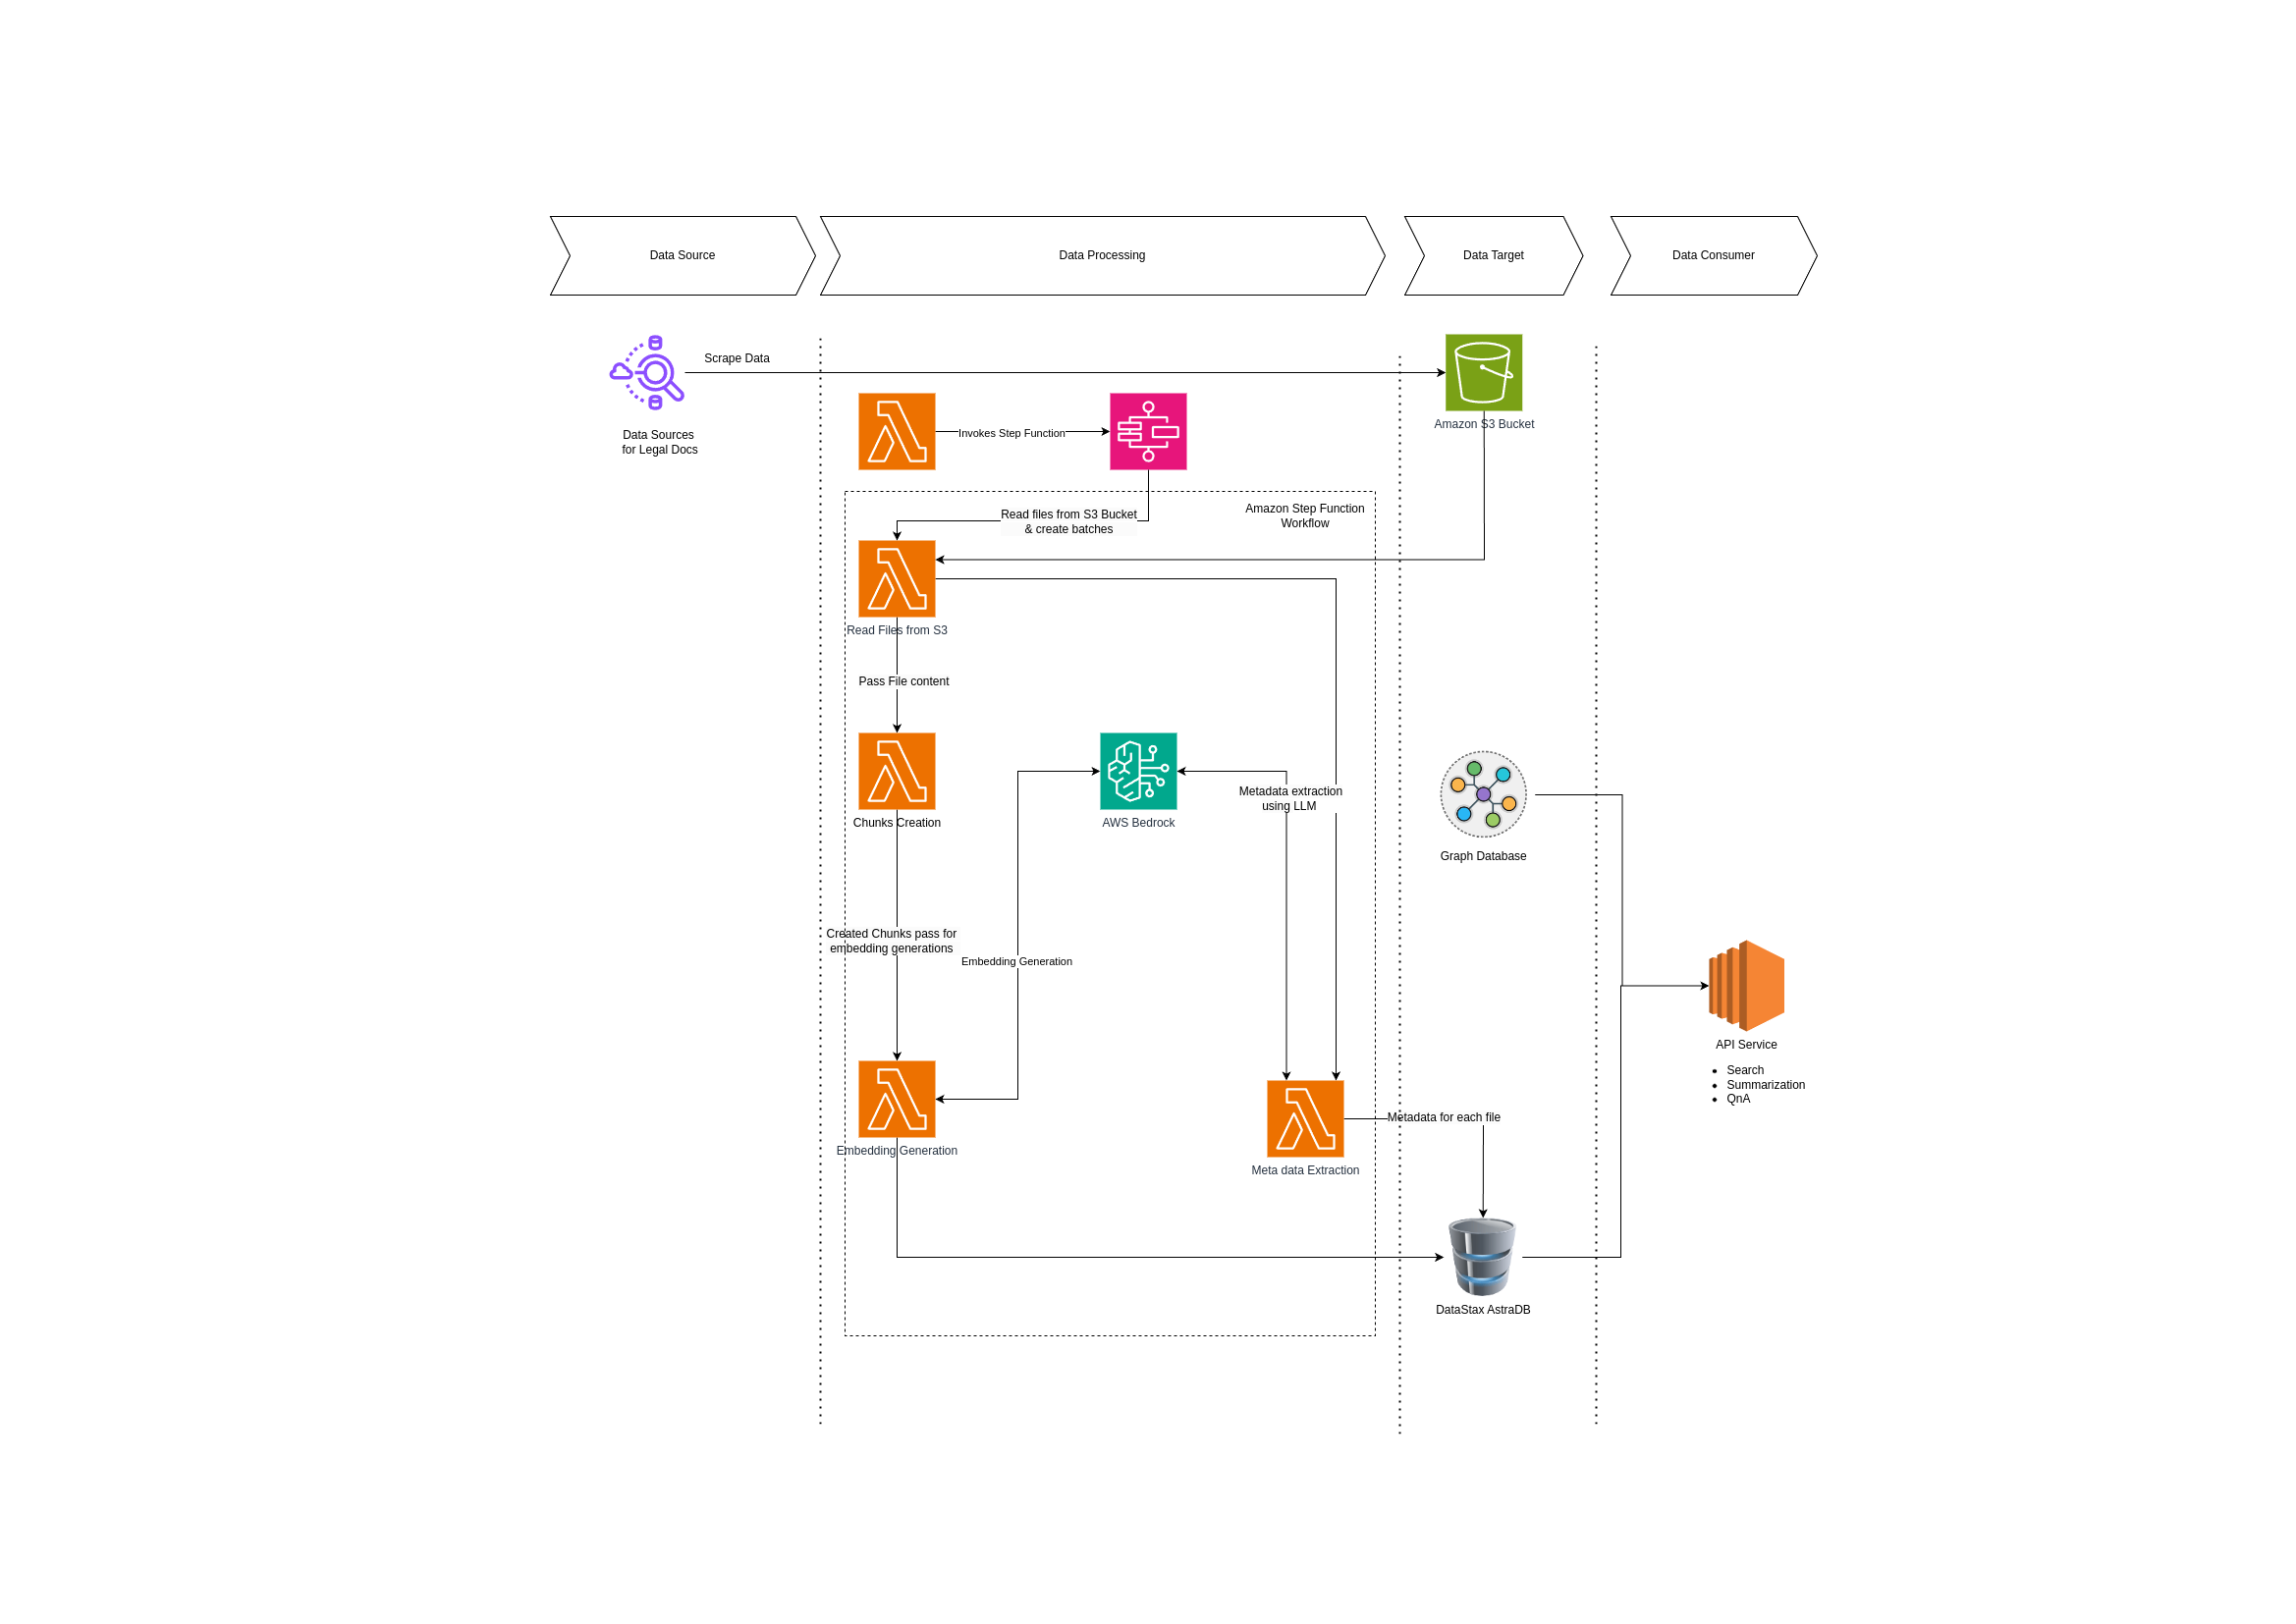 Data Source
Data Processing
Data Target
Data Consumer
Scrape Data
Data Sources
for Legal Docs
Invokes Step Function
Amazon S3 Bucket
Amazon Step Function
Workflow
Read files from S3 Bucket
& create batches
Read Files from S3
Pass File content
Chunks Creation
AWS Bedrock
Metadata extraction
using LLM
Graph Database
Created Chunks pass for
embedding generations
Embedding Generation
API Service
Search
Summarization
QnA
Embedding Generation
Metadata for each file
Meta data Extraction
DataStax AstraDB